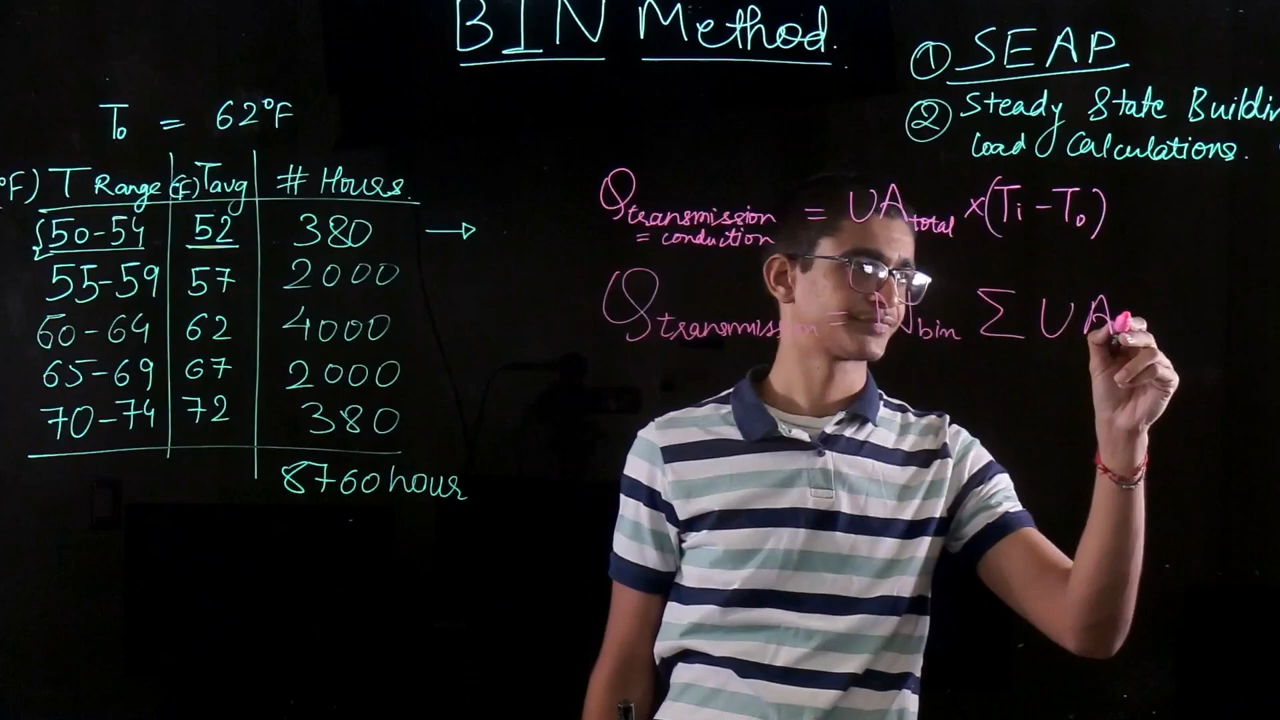 BIN Method.
① SEAP
② Steady State Buildin
Load Calculations.
To = 62°F
°F) T Range (°F) Tavg # Hours.
50-54 52 380 →
55-59 57 2000
60-64 62 4000
65-69 67 2000
70-74 72 380
8760 hour
Qtransmission = UAtotal x (Ti - To)
= conduction
Qtransmission = Nbin Σ UA